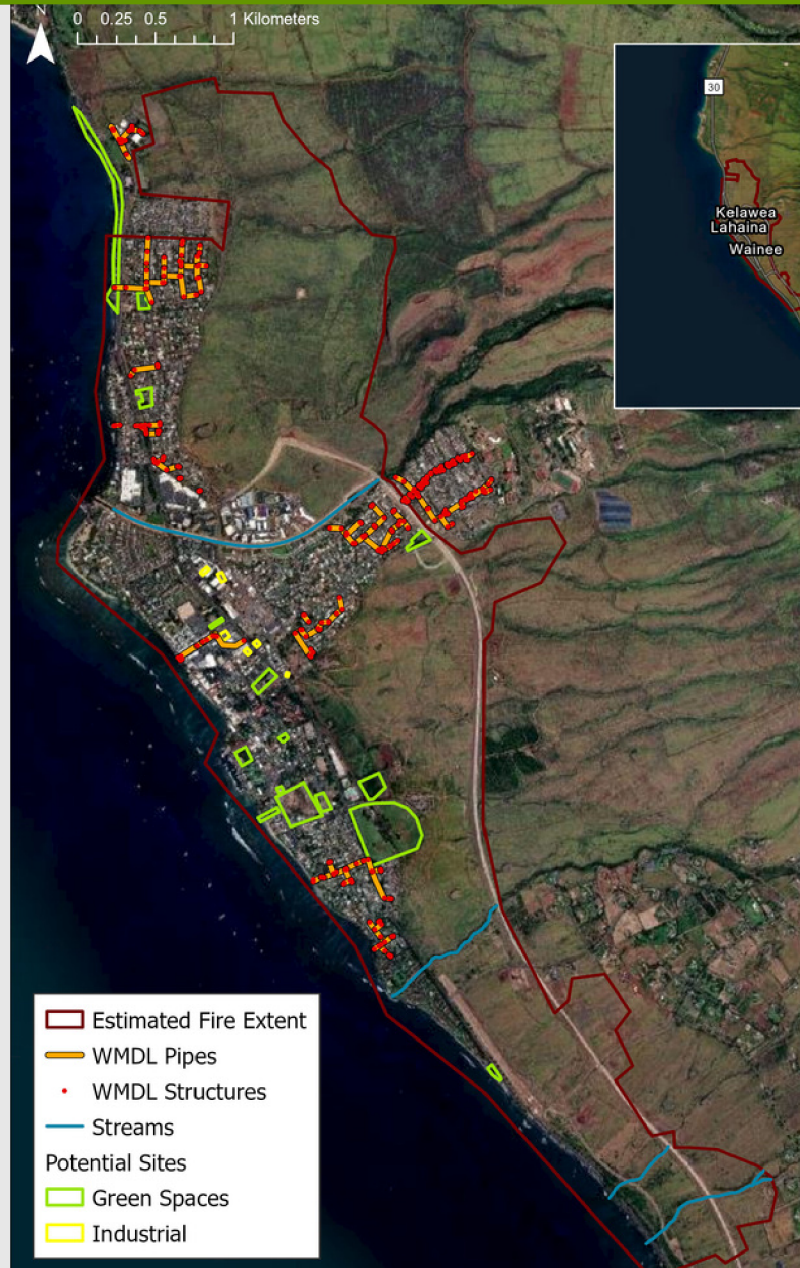 N
0 0.25 0.5 1 Kilometers
30
Kelawea
Lahaina
Wainee
Estimated Fire Extent
WMDL Pipes
WMDL Structures
Streams
Potential Sites
Green Spaces
Industrial